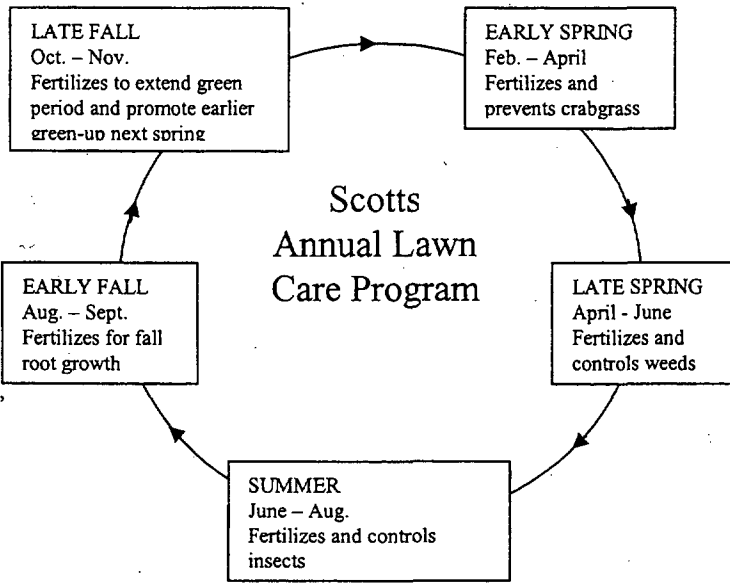 LATE FALL
Oct. – Nov.
Fertilizes to extend green
period and promote earlier
green-up next spring
EARLY SPRING
Feb. – April
Fertilizes and
prevents crabgrass
Scotts
Annual Lawn
Care Program
EARLY FALL
Aug. – Sept.
Fertilizes for fall
root growth
LATE SPRING
April - June
Fertilizes and
controls weeds
SUMMER
June – Aug.
Fertilizes and controls
insects